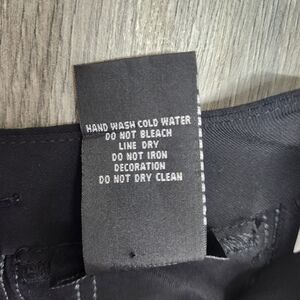 HAND WASH COLD WATER
DO NOT BLEACH
LINE DRY
DO NOT IRON
DECORATION
DO NOT DRY CLEAN